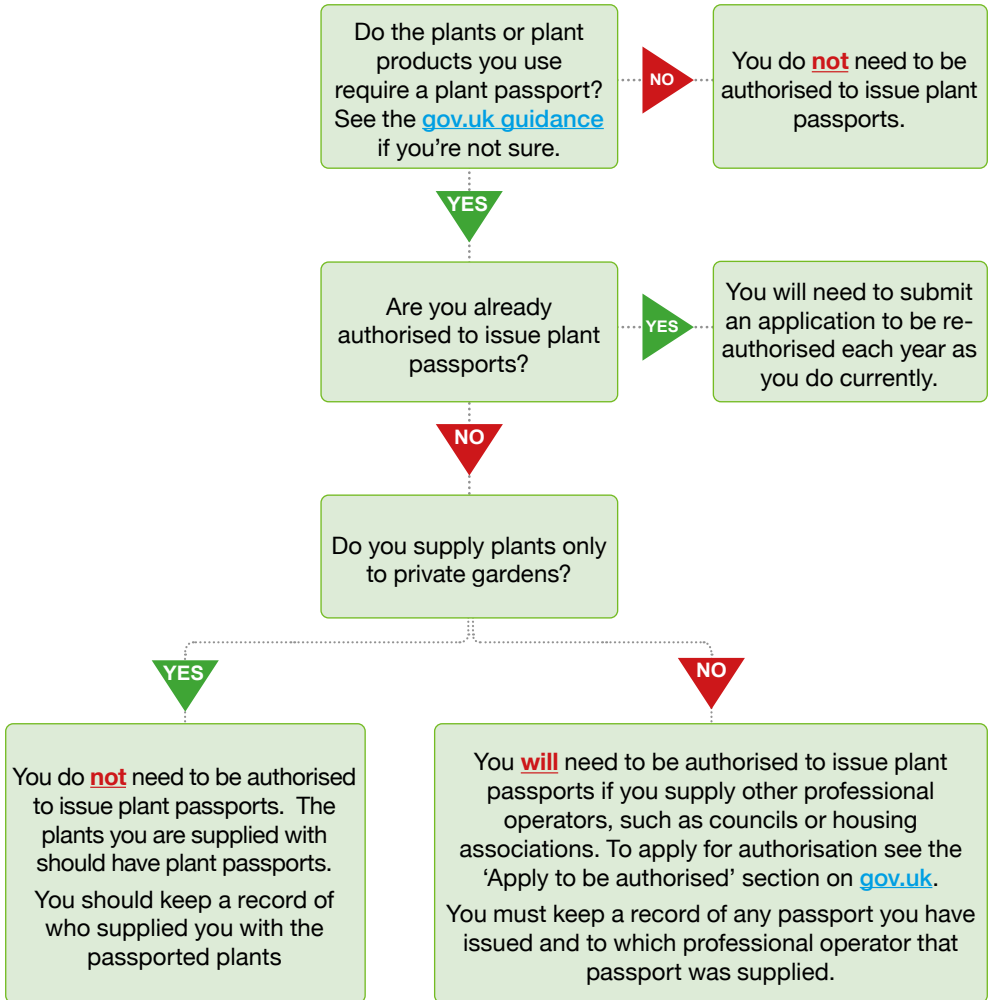 Do the plants or plant
products you use
require a plant passport?
See the gov.uk guidance
if you're not sure.
NO
You do not need to be
authorised to issue plant
passports.
YES
Are you already
authorised to issue plant
passports?
YES
You will need to submit
an application to be re-
authorised each year as
you do currently.
NO
Do you supply plants only
to private gardens?
YES
You do not need to be authorised
to issue plant passports.  The
plants you are supplied with
should have plant passports.
You should keep a record of
who supplied you with the
passported plants
NO
You will need to be authorised to issue plant
passports if you supply other professional
operators, such as councils or housing
associations. To apply for authorisation see the
‘Apply to be authorised’ section on gov.uk.
You must keep a record of any passport you have
issued and to which professional operator that
passport was supplied.